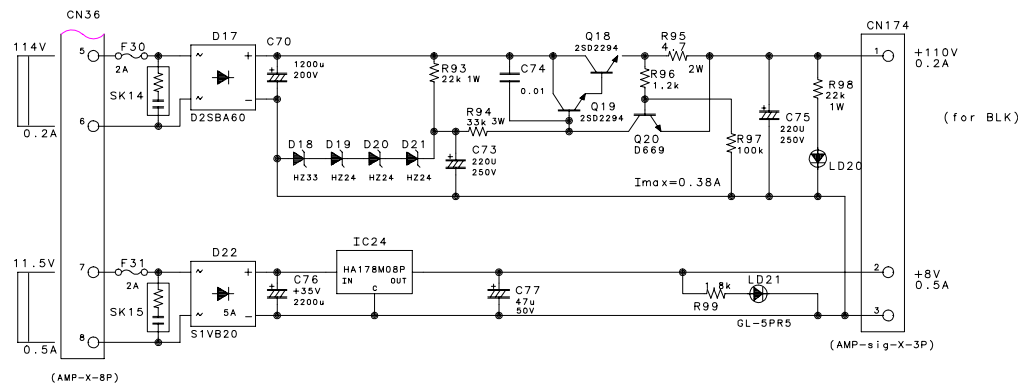 CN36
114V
5
F30
2A
SK14
6
0.2A
D17
~
+
~
−
D2SBA60
C70
+
1200u
200V
D18
HZ33
D19
HZ24
D20
HZ24
D21
HZ24
R93
22k 1W
C74
0.01
R94
33k 3W
C73
+
220U
250V
Q18
2SD2294
Q19
2SD2294
R95
4.7
2W
R96
1.2k
Q20
D669
R97
100k
Imax=0.38A
C75
+
220U
250V
R98
22k
1W
LD20
CN174
1
+110V
0.2A
(for BLK)
11.5V
7
F31
2A
SK15
8
0.5A
D22
~
+
~
−
5A
S1VB20
C76
+
+35V
2200u
IC24
HA178M08P
IN
OUT
C
C77
+
47u
50V
1.8k
R99
LD21
GL-5PR5
2
+8V
0.5A
3
(AMP-sig-X-3P)
(AMP-X-8P)